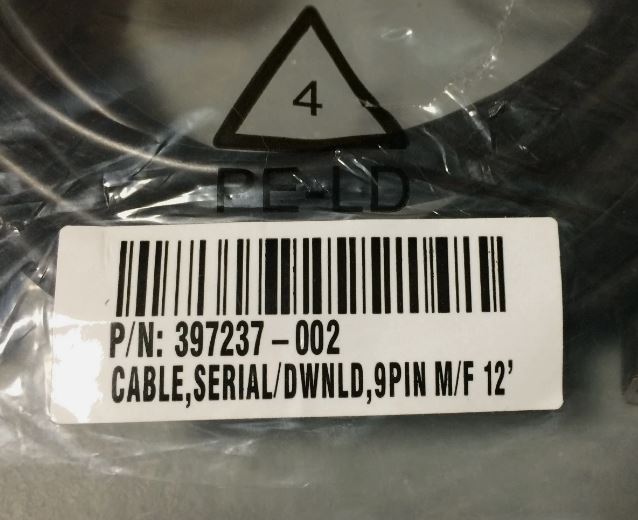 4
PE-LD
P/N: 397237-002
CABLE,SERIAL/DWNLD,9PIN M/F 12'